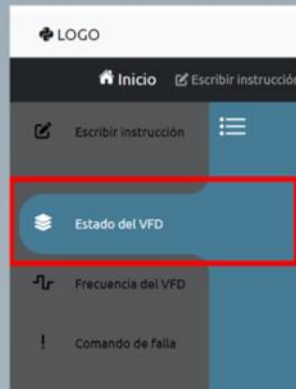 LOGO
Inicio Escribir instrucción
Escribir instrucción
Estado del VFD
Frecuencia del VFD
Comando de falla